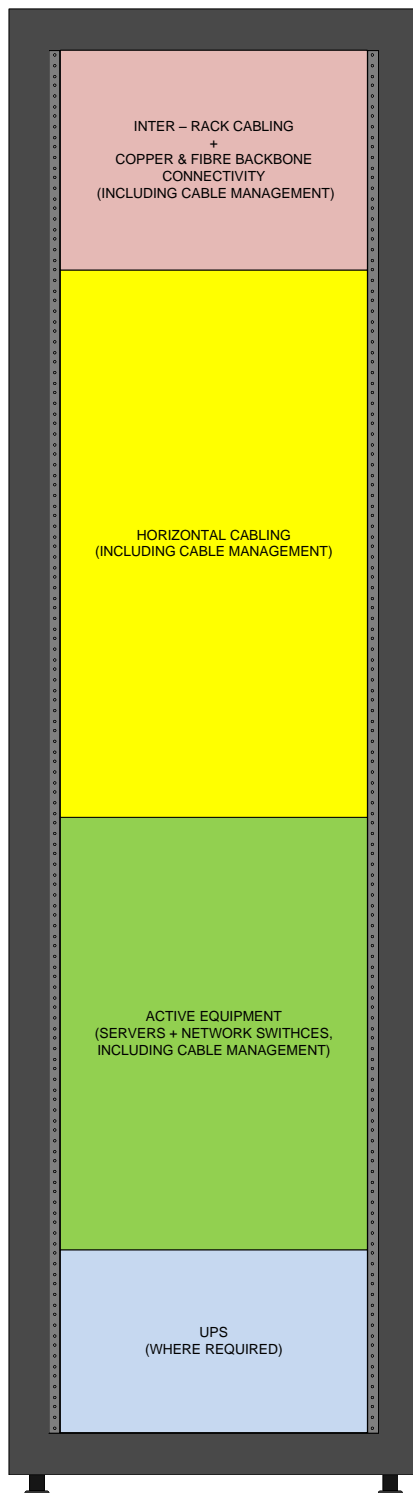 INTER – RACK CABLING
+
COPPER & FIBRE BACKBONE
CONNECTIVITY
(INCLUDING CABLE MANAGEMENT)
HORIZONTAL CABLING
(INCLUDING CABLE MANAGEMENT)
ACTIVE EQUIPMENT
(SERVERS + NETWORK SWITHCES,
INCLUDING CABLE MANAGEMENT)
UPS
(WHERE REQUIRED)